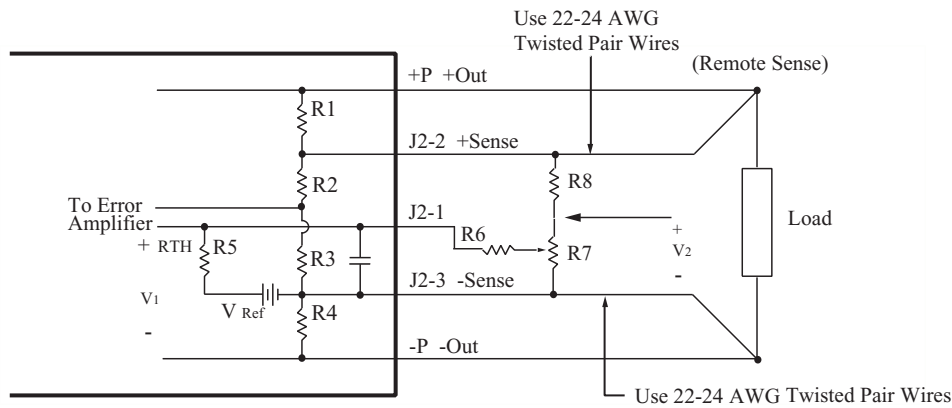 Use 22-24 AWG
Twisted Pair Wires
(Remote Sense)
+P +Out
R1
J2-2 +Sense
R2
R8
To Error
Amplifier
J2-1
+ RTH
R5
R6
R3
R7
+
V2
-
Load
V1
-
V Ref
R4
J2-3 -Sense
-P -Out
Use 22-24 AWG Twisted Pair Wires